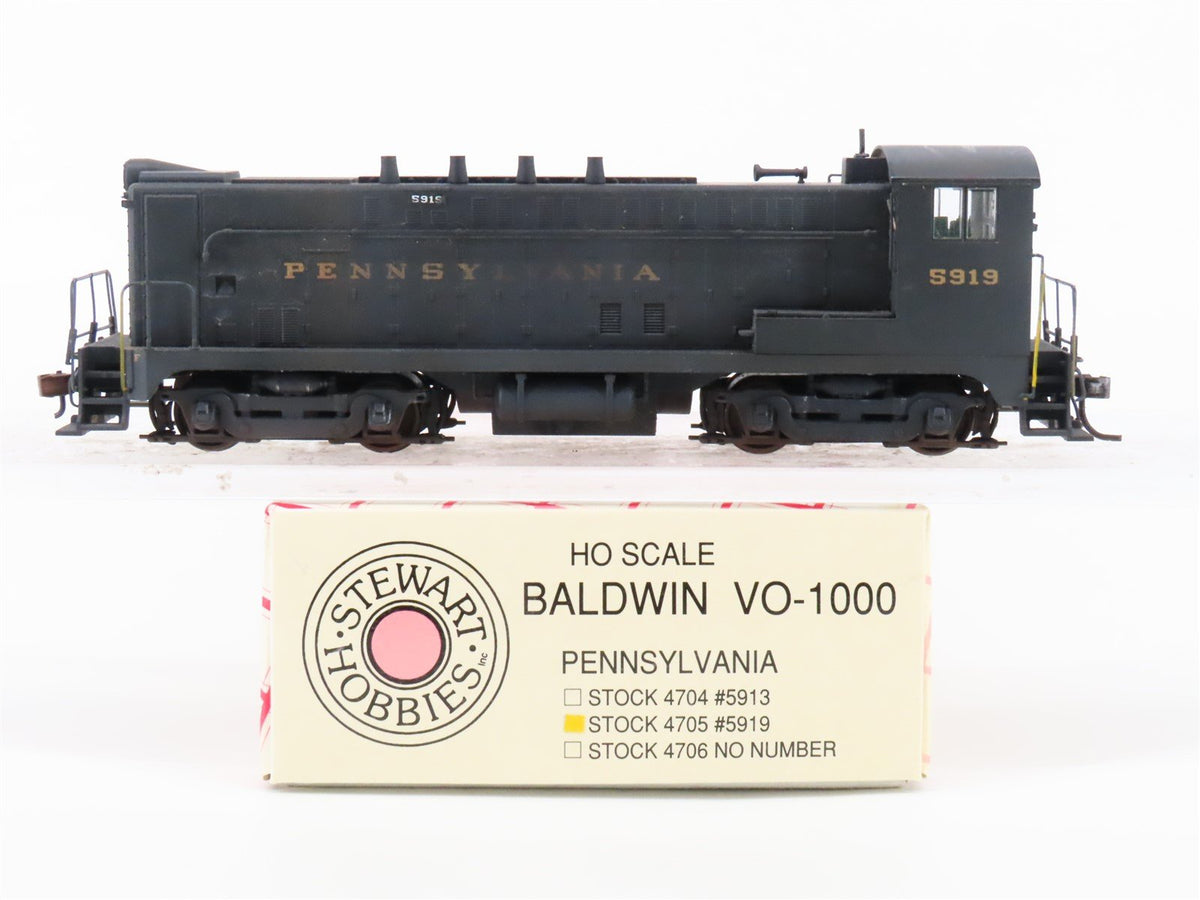 5919
PENNSYLVANIA
5919
HO SCALE
BALDWIN VO-1000
·STEWART·
HOBBIES Inc
PENNSYLVANIA
STOCK 4704 #5913
STOCK 4705 #5919
STOCK 4706 NO NUMBER